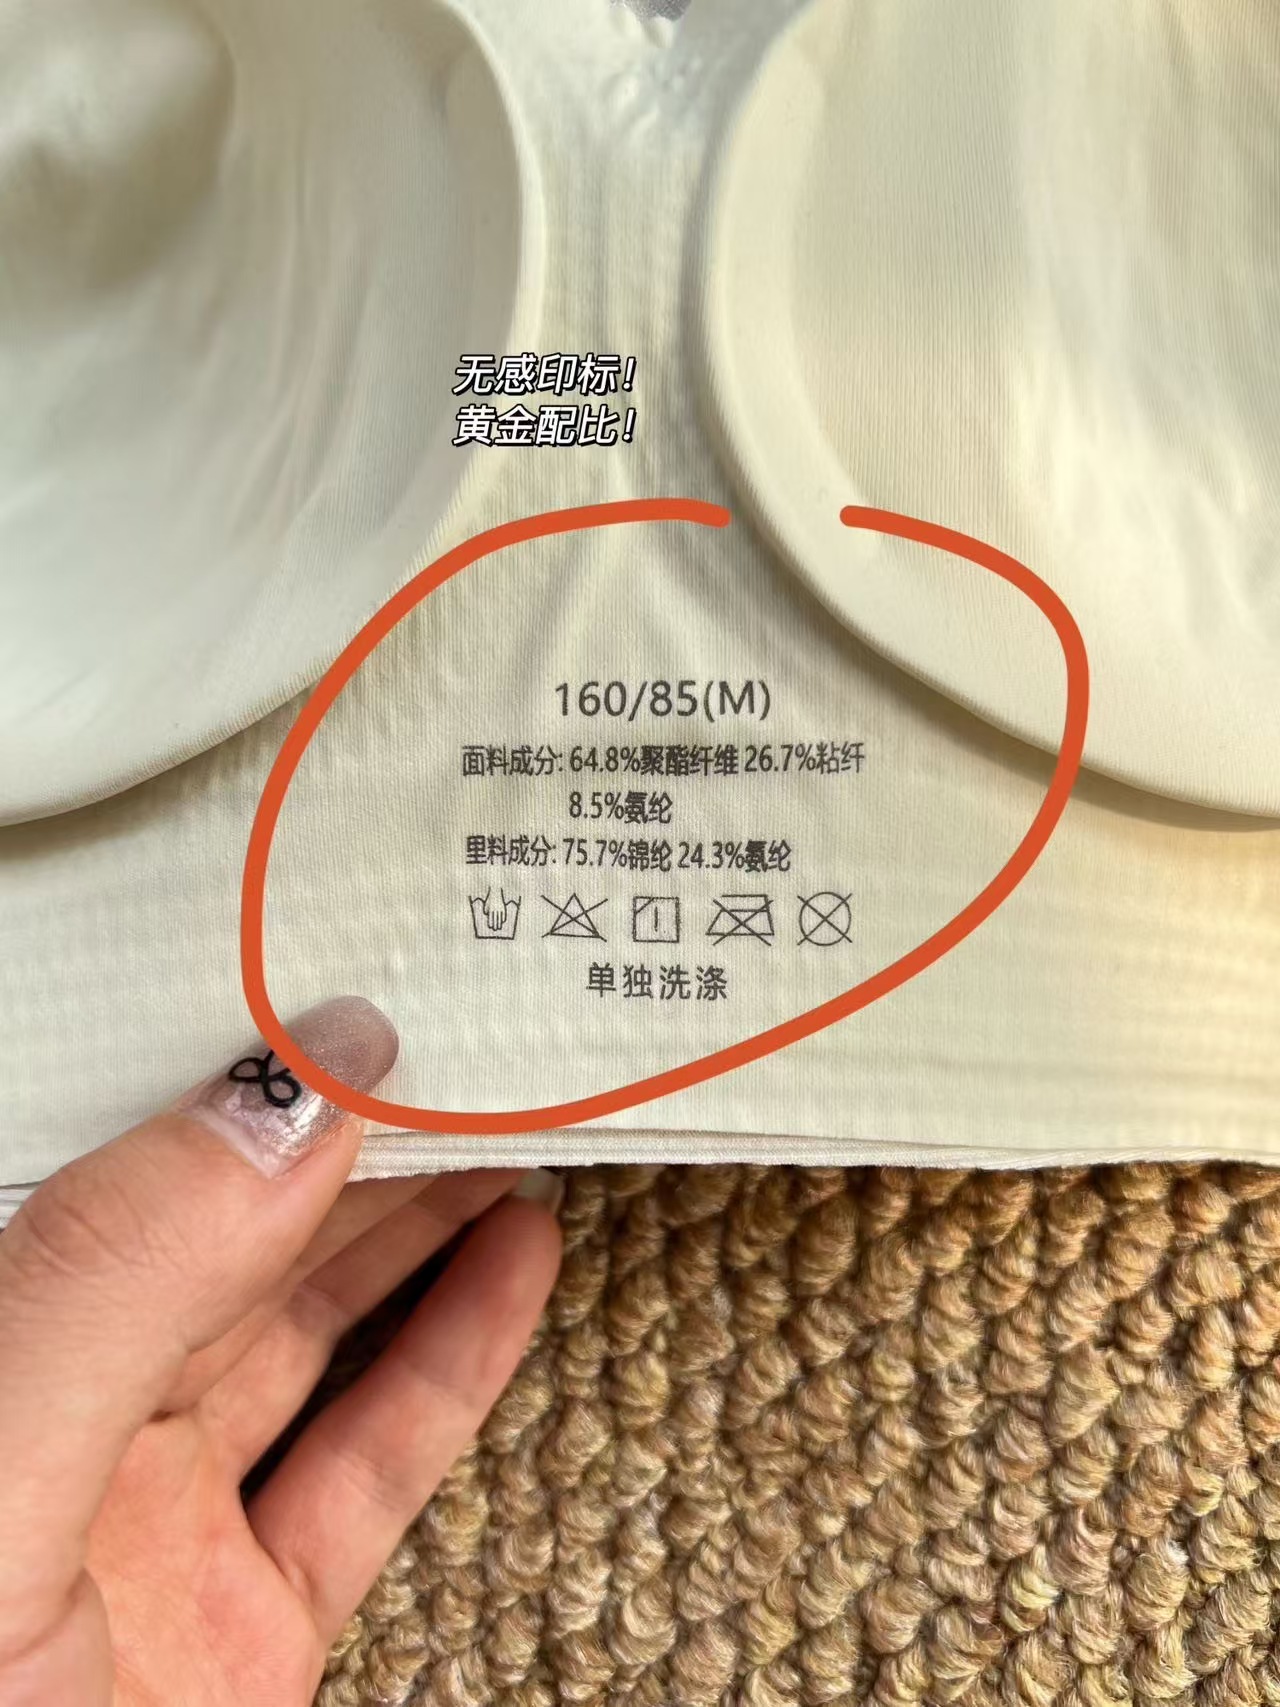 无感印标！
黄金配比！
160/85(M)
面料成分: 64.8%聚酯纤维 26.7%粘纤
8.5%氨纶
里料成分: 75.7%锦纶 24.3%氨纶
单独洗涤